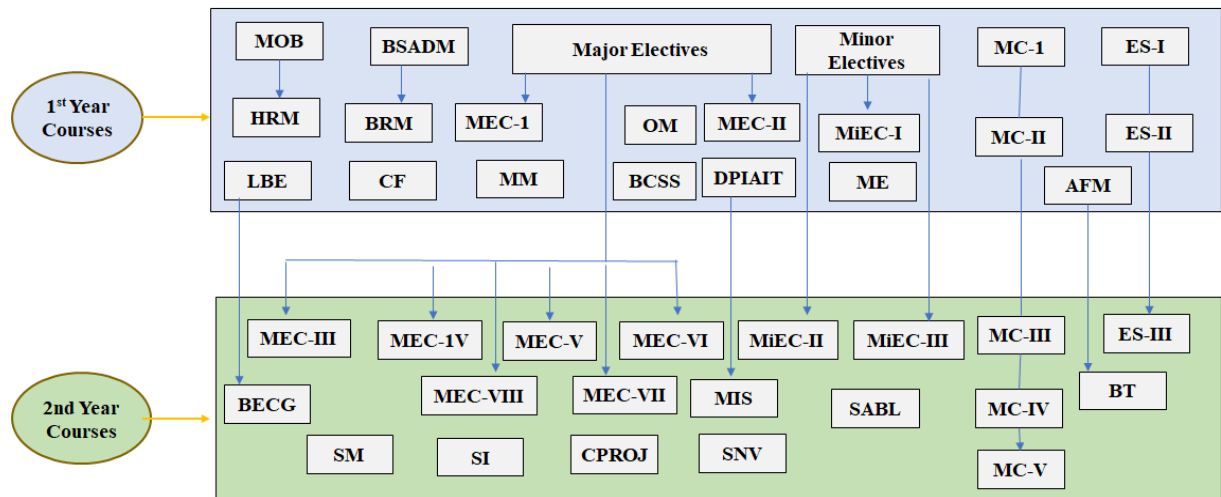 MOB
BSADM
Major Electives
Minor
Electives
MC-1
ES-I
1st Year
Courses
HRM
BRM
MEC-1
OM
MEC-II
MiEC-I
MC-II
ES-II
LBE
CF
MM
BCSS
DPIAIT
ME
AFM
MEC-III
MEC-1V
MEC-V
MEC-VI
MiEC-II
MiEC-III
MC-III
ES-III
2nd Year
Courses
BECG
MEC-VIII
MEC-VII
MIS
SABL
MC-IV
BT
SM
SI
CPROJ
SNV
MC-V